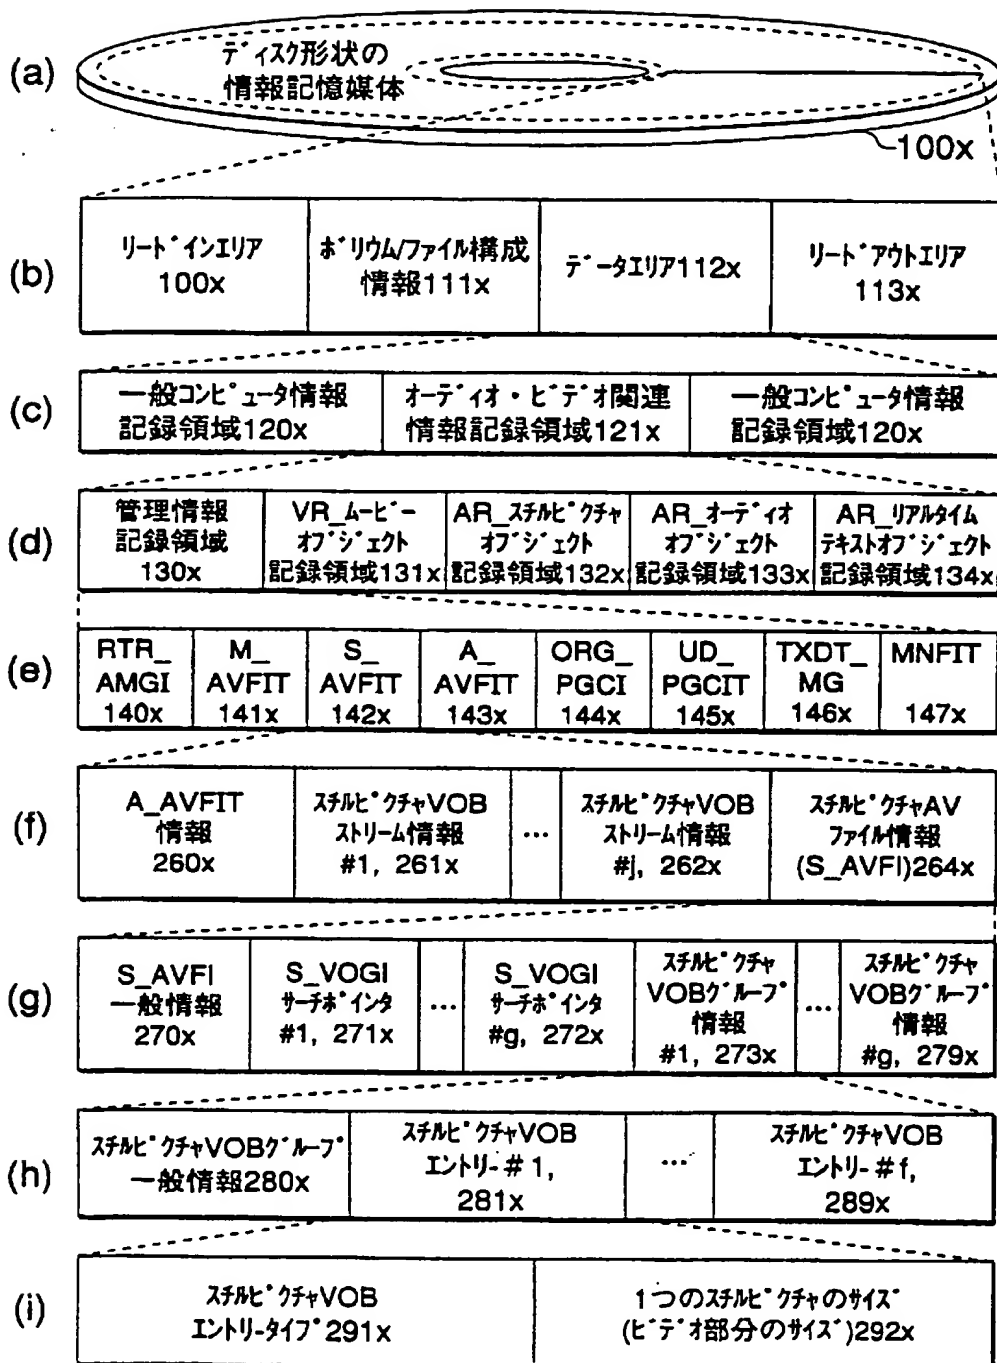 (a)
ディスク形状の
情報記憶媒体
100x
(b)
リードインエリア
100x
ボリウム/ファイル構成
情報111x
データエリア112x
リードアウトエリア
113x
(c)
一般コンピュータ情報
記録領域120x
オーディオ・ビデオ関連
情報記録領域121x
一般コンピュータ情報
記録領域120x
(d)
管理情報
記録領域
130x
VR_ムービー
オブジェクト
記録領域131x
AR_スチルピクチャ
オブジェクト
記録領域132x
AR_オーディオ
オブジェクト
記録領域133x
AR_リアルタイム
テキストオブジェクト
記録領域134x
(e)
RTR_
AMGI
140x
M_
AVFIT
141x
S_
AVFIT
142x
A_
AVFIT
143x
ORG_
PGCI
144x
UD_
PGCIT
145x
TXDT_
MG
146x
MNFIT
147x
(f)
A_AVFIT
情報
260x
スチルピクチャVOB
ストリーム情報
#1, 261x
...
スチルピクチャVOB
ストリーム情報
#j, 262x
スチルピクチャAV
ファイル情報
(S_AVFI)264x
(g)
S_AVFI
一般情報
270x
S_VOGI
サーチポインタ
#1, 271x
...
S_VOGI
サーチポインタ
#g, 272x
スチルピクチャ
VOBグループ
情報
#1, 273x
...
スチルピクチャ
VOBグループ
情報
#g, 279x
(h)
スチルピクチャVOBグループ
一般情報280x
スチルピクチャVOB
エントリー#1,
281x
...
スチルピクチャVOB
エントリー#f,
289x
(i)
スチルピクチャVOB
エントリータイプ291x
1つのスチルピクチャのサイズ
(ビデオ部分のサイズ)292x